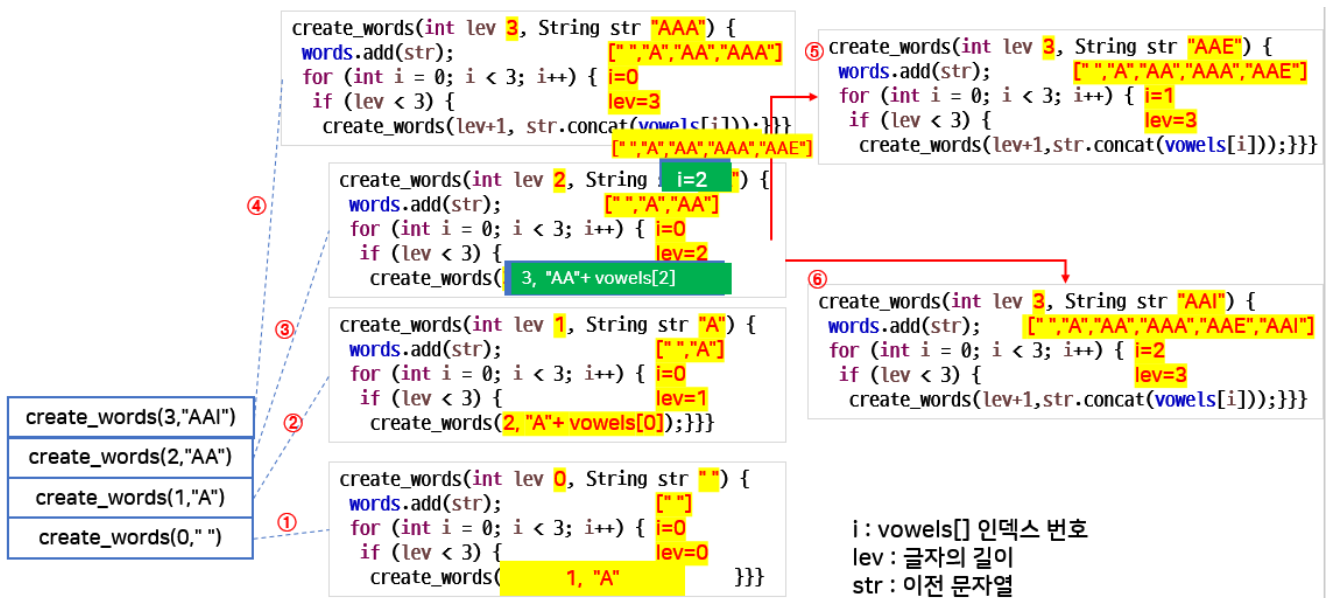 create_words(int lev 3, String str "AAA") {
words.add(str); [" ","A","AA","AAA"]
for (int i = 0; i < 3; i++) { i=0
if (lev < 3) { lev=3
create_words(lev+1, str.concat(vowels[i]));}}}
[" ","A","AA","AAA","AAE"]
⑤ create_words(int lev 3, String str "AAE") {
words.add(str); [" ","A","AA","AAA","AAE"]
for (int i = 0; i < 3; i++) { i=1
if (lev < 3) { lev=3
create_words(lev+1,str.concat(vowels[i]));}}}
④
create_words(int lev 2, String i=2 ") {
words.add(str); [" ","A","AA"]
for (int i = 0; i < 3; i++) { i=0
if (lev < 3) { lev=2
create_words( 3, "AA"+ vowels[2]
⑥
create_words(int lev 3, String str "AAI") {
words.add(str); [" ","A","AA","AAA","AAE","AAI"]
for (int i = 0; i < 3; i++) { i=2
if (lev < 3) { lev=3
create_words(lev+1,str.concat(vowels[i]));}}}
③
create_words(int lev 1, String str "A") {
words.add(str); [" ","A"]
for (int i = 0; i < 3; i++) { i=0
if (lev < 3) { lev=1
create_words(2, "A"+ vowels[0]);}}}
②
create_words(3,"AAI")
create_words(2,"AA")
create_words(1,"A")
create_words(0," ")
①
create_words(int lev 0, String str " ") {
words.add(str); [" "]
for (int i = 0; i < 3; i++) { i=0
if (lev < 3) { lev=0
create_words( 1, "A" }}}
i : vowels[] 인덱스 번호
lev : 글자의 길이
str : 이전 문자열